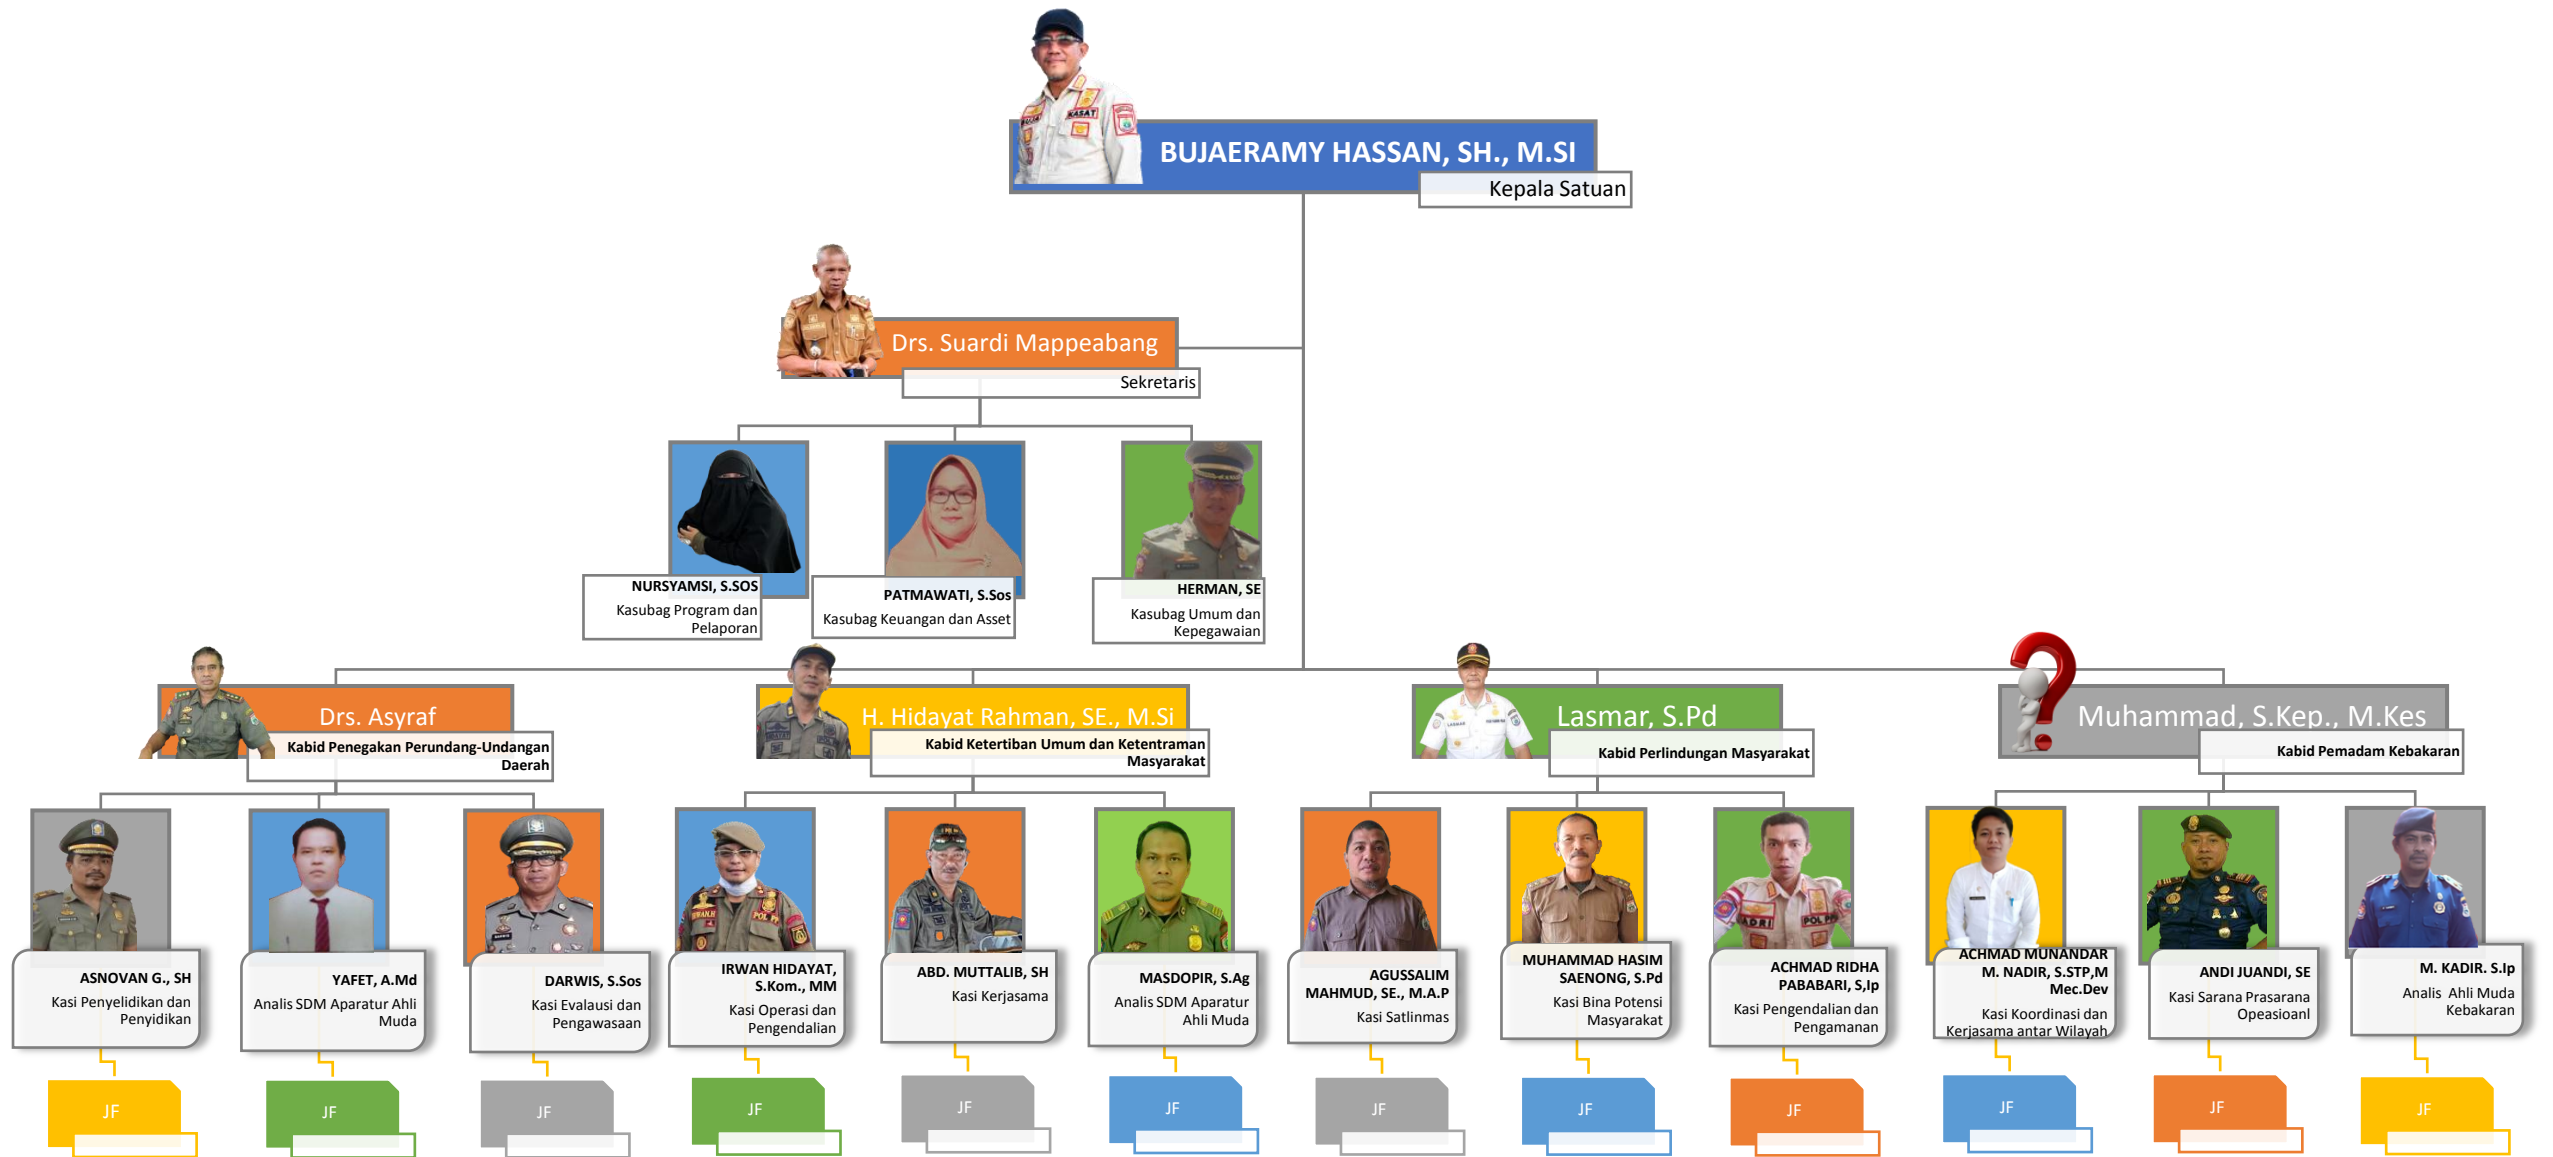 BUJAERAMY HASSAN, SH., M.SI
Kepala Satuan
KASAT
Drs. Suardi Mappeabang
Sekretaris
NURSYAMSI, S.SOS
Kasubag Program dan
Pelaporan
PATMAWATI, S.Sos
Kasubag Keuangan dan Asset
HERMAN, SE
Kasubag Umum dan
Kepegawaian
Drs. Asyraf
Kabid Penegakan Perundang-Undangan
Daerah
H. Hidayat Rahman, SE., M.Si
Kabid Ketertiban Umum dan Ketentraman
Masyarakat
Lasmar, S.Pd
Kabid Perlindungan Masyarakat
Muhammad, S.Kep., M.Kes
Kabid Pemadam Kebakaran
ASNOVAN G., SH
Kasi Penyelidikan dan
Penyidikan
YAFET, A.Md
Analis SDM Aparatur Ahli
Muda
DARWIS, S.Sos
Kasi Evalausi dan
Pengawasaan
IRWAN HIDAYAT,
S.Kom., MM
Kasi Operasi dan
Pengendalian
ABD. MUTTALIB, SH
Kasi Kerjasama
MASDOPIR, S.Ag
Analis SDM Aparatur
Ahli Muda
AGUSSALIM
MAHMUD, SE., M.A.P
Kasi Satlinmas
MUHAMMAD HASIM
SAENONG, S.Pd
Kasi Bina Potensi
Masyarakat
ACHMAD RIDHA
PABABARI, S,Ip
Kasi Pengendalian dan
Pengamanan
ACHMAD MUNANDAR
M. NADIR, S.STP,M
Mec.Dev
Kasi Koordinasi dan
Kerjasama antar Wilayah
ANDI JUANDI, SE
Kasi Sarana Prasarana
Opeasioanl
M. KADIR. S.Ip
Analis Ahli Muda
Kebakaran
JF
JF
JF
JF
JF
JF
JF
JF
JF
JF
JF
JF